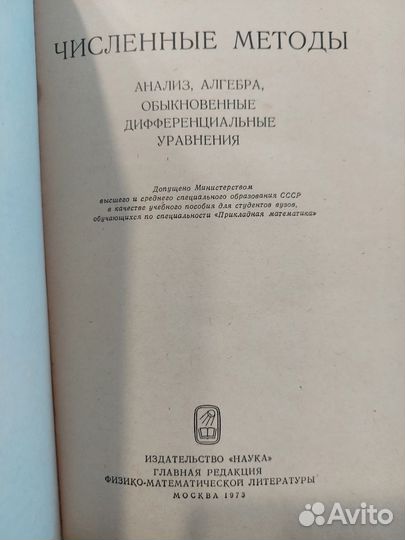 ЧИСЛЕННЫЕ МЕТОДЫ
АНАЛИЗ, АЛГЕБРА,
ОБЫКНОВЕННЫЕ
ДИФФЕРЕНЦИАЛЬНЫЕ
УРАВНЕНИЯ
Допущено Министерством
высшего и среднего специального образования СССР
в качестве учебного пособия для студентов вузов,
обучающихся по специальности «Прикладная математика»
ИЗДАТЕЛЬСТВО «НАУКА»
ГЛАВНАЯ РЕДАКЦИЯ
ФИЗИКО-МАТЕМАТИЧЕСКОЙ ЛИТЕРАТУРЫ
МОСКВА 1973
Avito